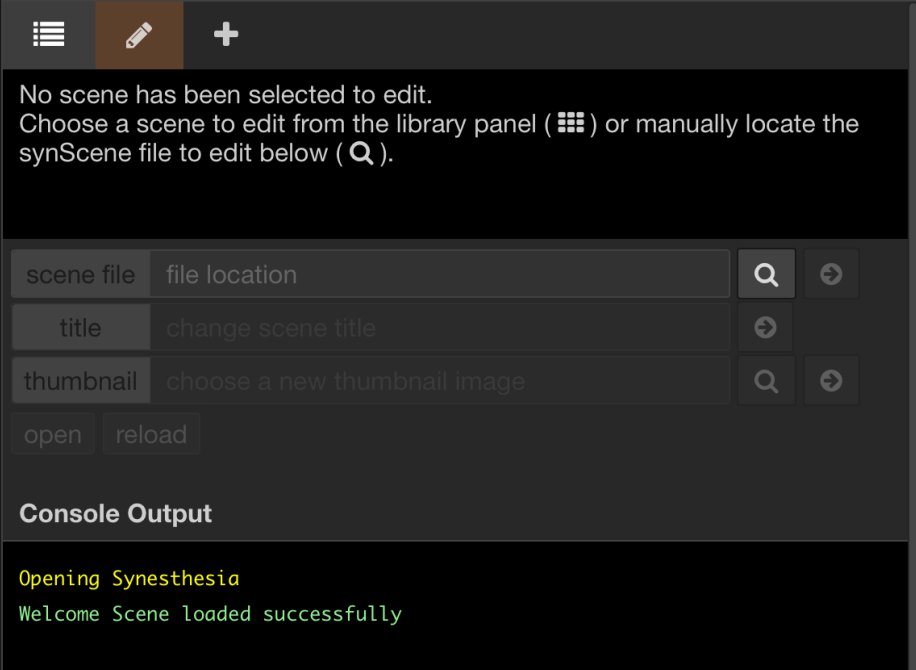 No scene has been selected to edit.
Choose a scene to edit from the library panel ( ) or manually locate the
synScene file to edit below ( ).
scene file file location
title change scene title
thumbnail choose a new thumbnail image
open reload
Console Output
Opening Synesthesia
Welcome Scene loaded successfully